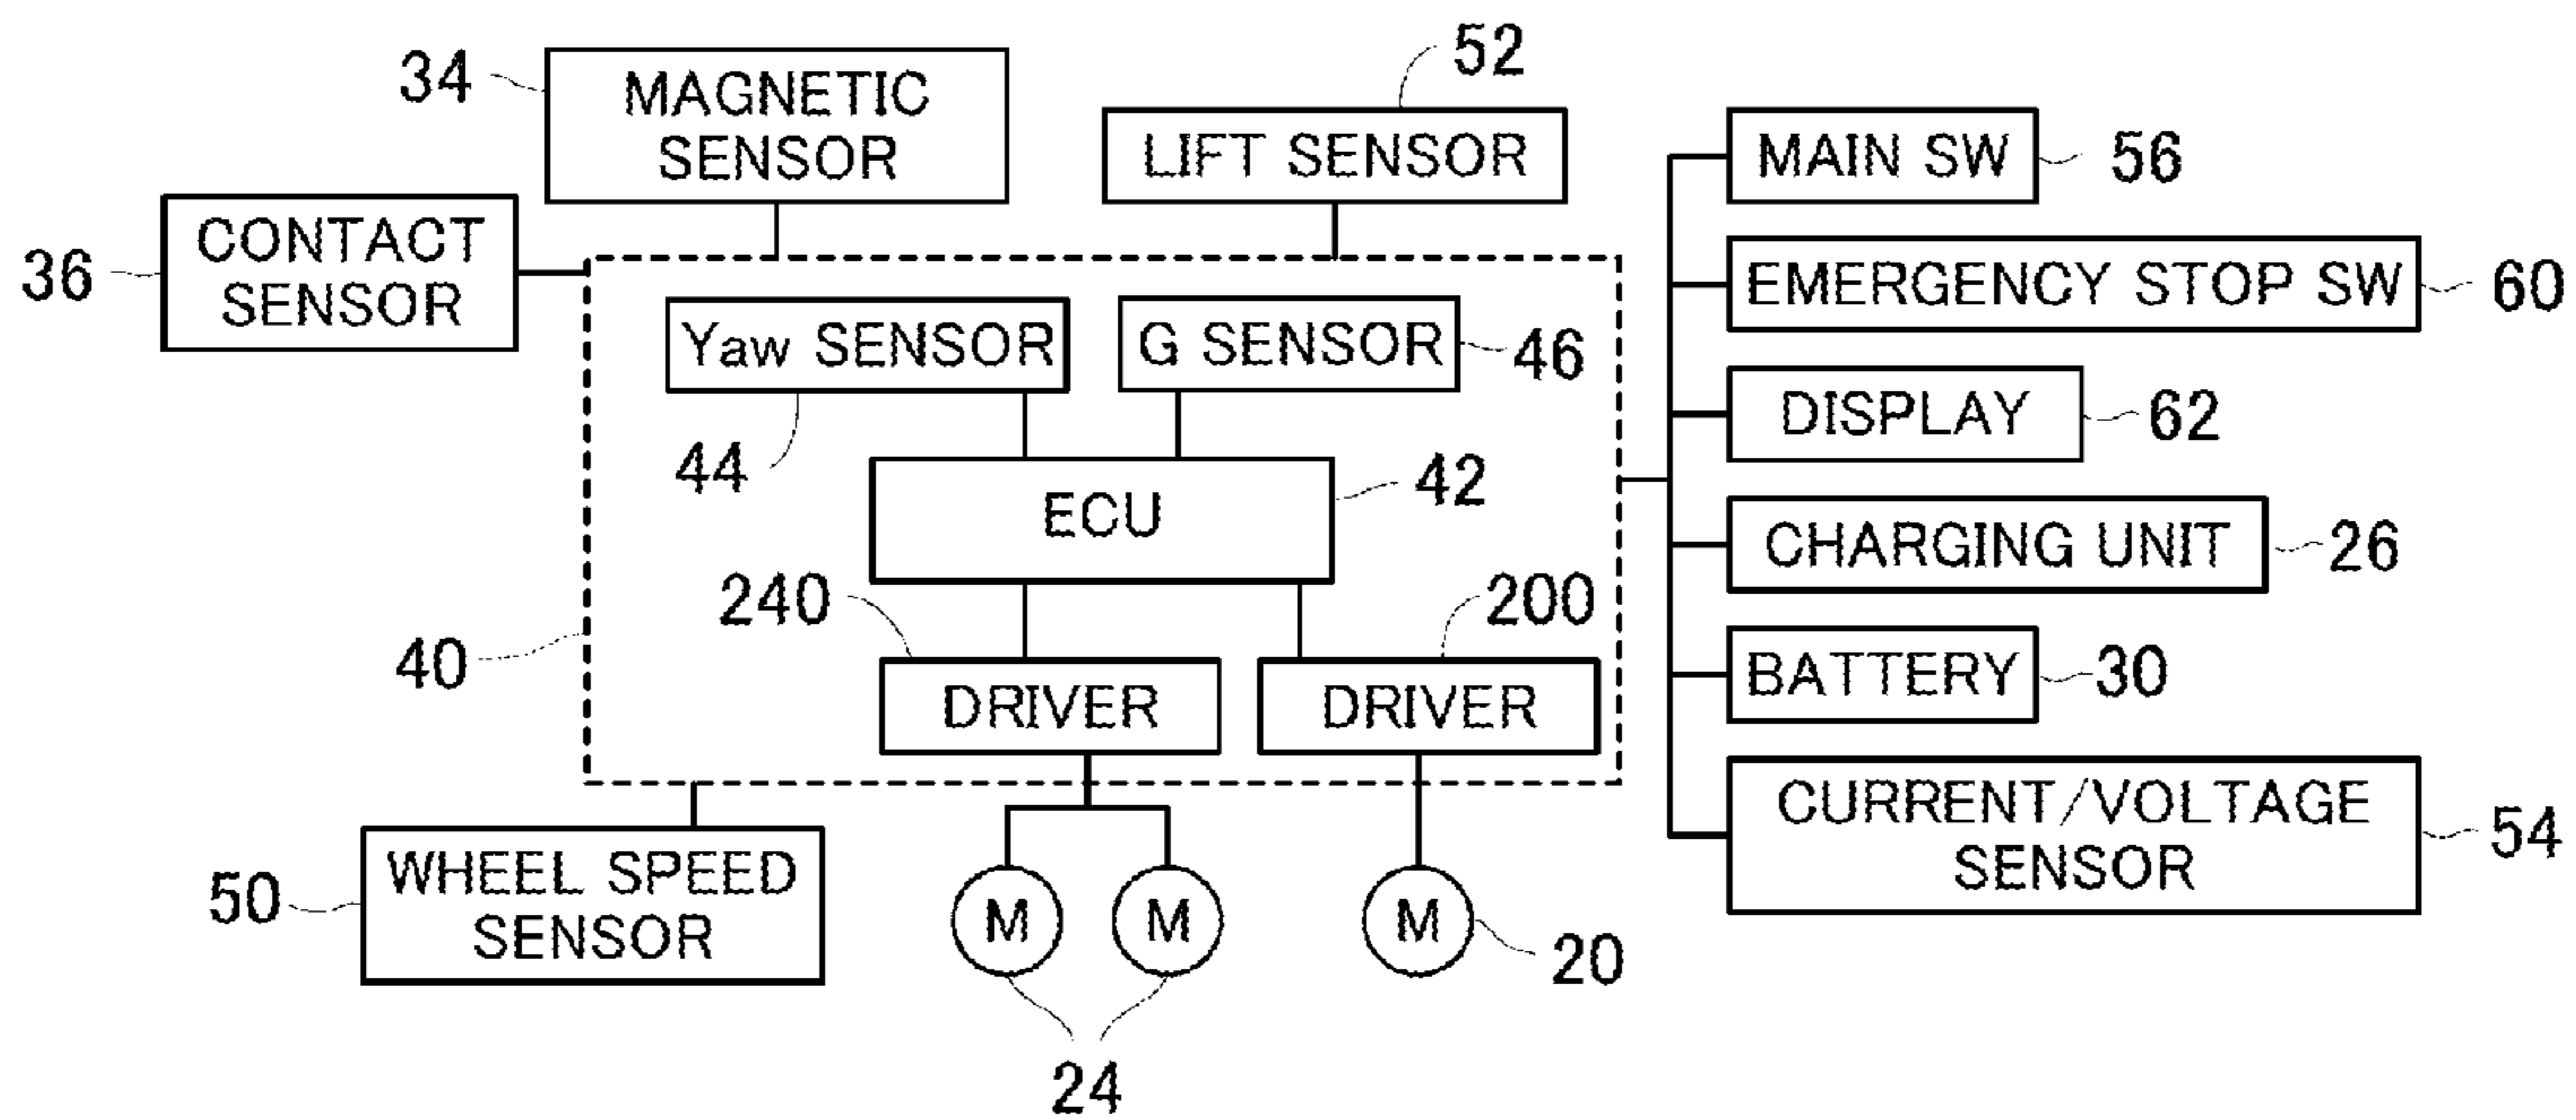 34
MAGNETIC
SENSOR
52
LIFT SENSOR
36
CONTACT
SENSOR
Yaw SENSOR
44
G SENSOR
46
ECU
42
40
240
DRIVER
200
DRIVER
50
WHEEL SPEED
SENSOR
M
M
24
M
20
MAIN SW
56
EMERGENCY STOP SW
60
DISPLAY
62
CHARGING UNIT
26
BATTERY
30
CURRENT/VOLTAGE
SENSOR
54